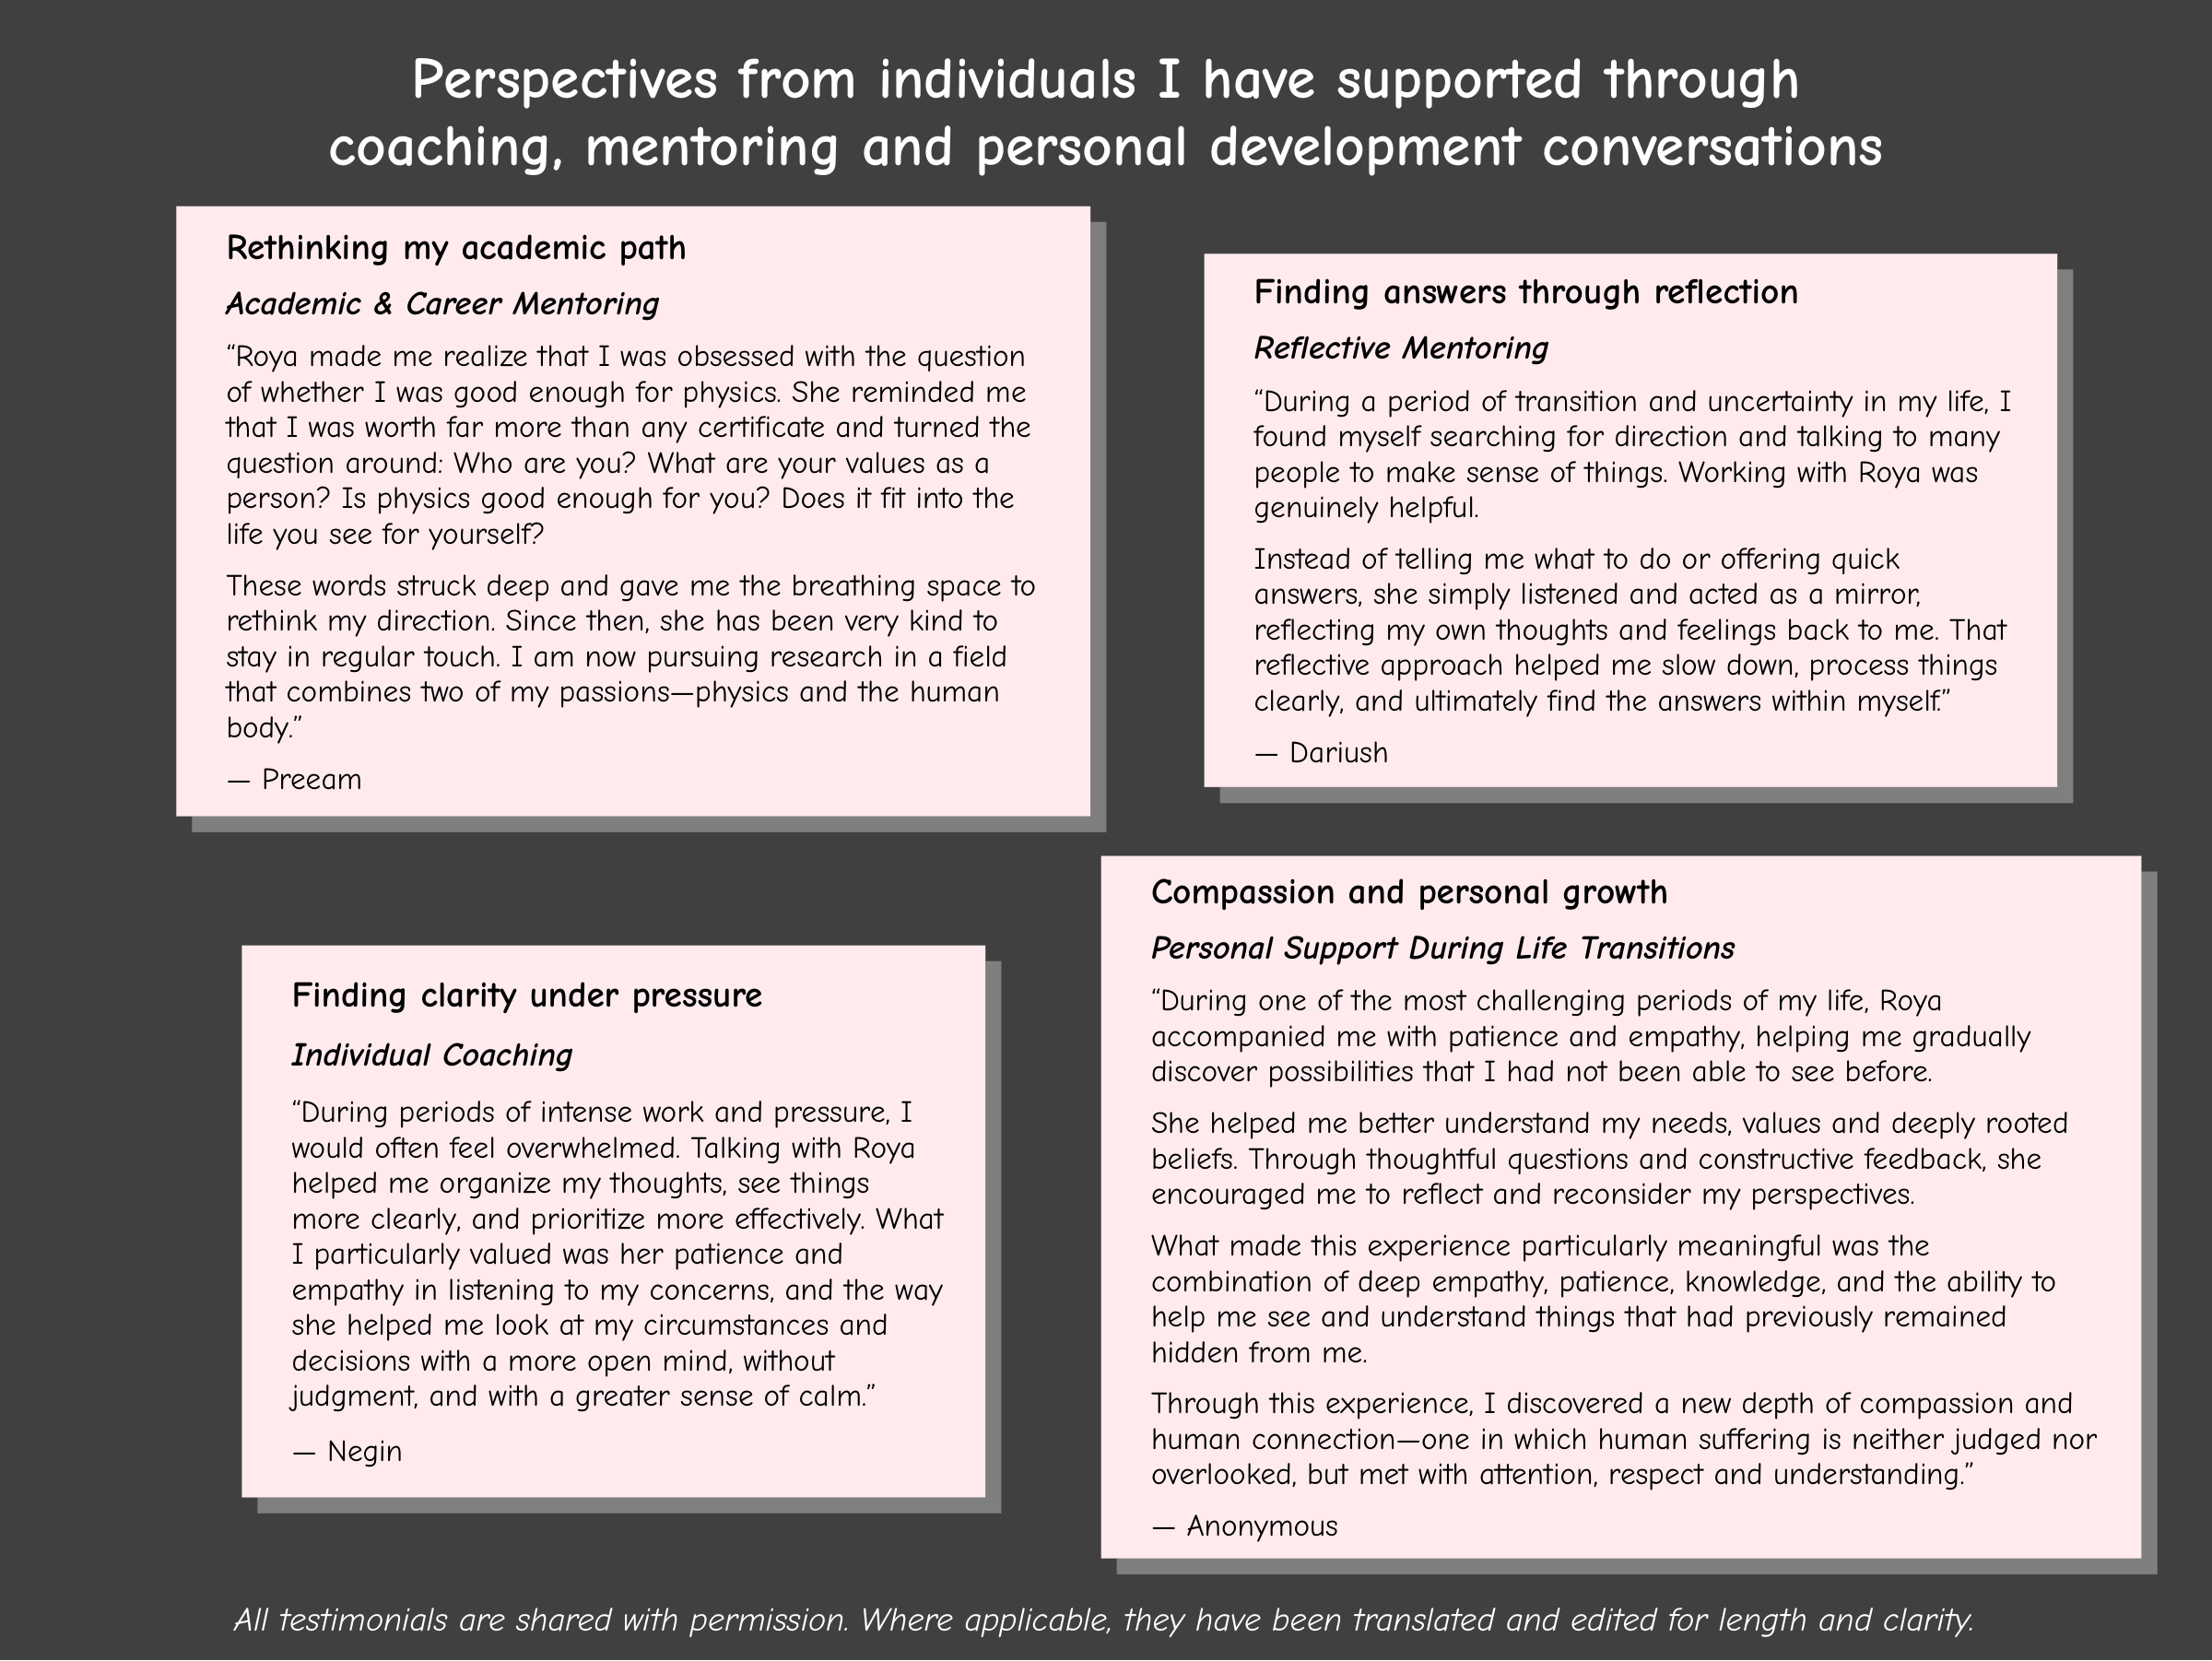 Perspectives from individuals I have supported through
coaching, mentoring and personal development conversations
Rethinking my academic path
Academic & Career Mentoring
“Roya made me realize that I was obsessed with the question
of whether I was good enough for physics. She reminded me
that I was worth far more than any certificate and turned the
question around: Who are you? What are your values as a
person? Is physics good enough for you? Does it fit into the
life you see for yourself?
These words struck deep and gave me the breathing space to
rethink my direction. Since then, she has been very kind to
stay in regular touch. I am now pursuing research in a field
that combines two of my passions—physics and the human
body.”
— Preeam
Finding answers through reflection
Reflective Mentoring
“During a period of transition and uncertainty in my life, I
found myself searching for direction and talking to many
people to make sense of things. Working with Roya was
genuinely helpful.
Instead of telling me what to do or offering quick
answers, she simply listened and acted as a mirror,
reflecting my own thoughts and feelings back to me. That
reflective approach helped me slow down, process things
clearly, and ultimately find the answers within myself.”
— Dariush
Finding clarity under pressure
Individual Coaching
“During periods of intense work and pressure, I
would often feel overwhelmed. Talking with Roya
helped me organize my thoughts, see things
more clearly, and prioritize more effectively. What
I particularly valued was her patience and
empathy in listening to my concerns, and the way
she helped me look at my circumstances and
decisions with a more open mind, without
judgment, and with a greater sense of calm.”
— Negin
Compassion and personal growth
Personal Support During Life Transitions
“During one of the most challenging periods of my life, Roya
accompanied me with patience and empathy, helping me gradually
discover possibilities that I had not been able to see before.
She helped me better understand my needs, values and deeply rooted
beliefs. Through thoughtful questions and constructive feedback, she
encouraged me to reflect and reconsider my perspectives.
What made this experience particularly meaningful was the
combination of deep empathy, patience, knowledge, and the ability to
help me see and understand things that had previously remained
hidden from me.
Through this experience, I discovered a new depth of compassion and
human connection—one in which human suffering is neither judged nor
overlooked, but met with attention, respect and understanding.”
— Anonymous
All testimonials are shared with permission. Where applicable, they have been translated and edited for length and clarity.